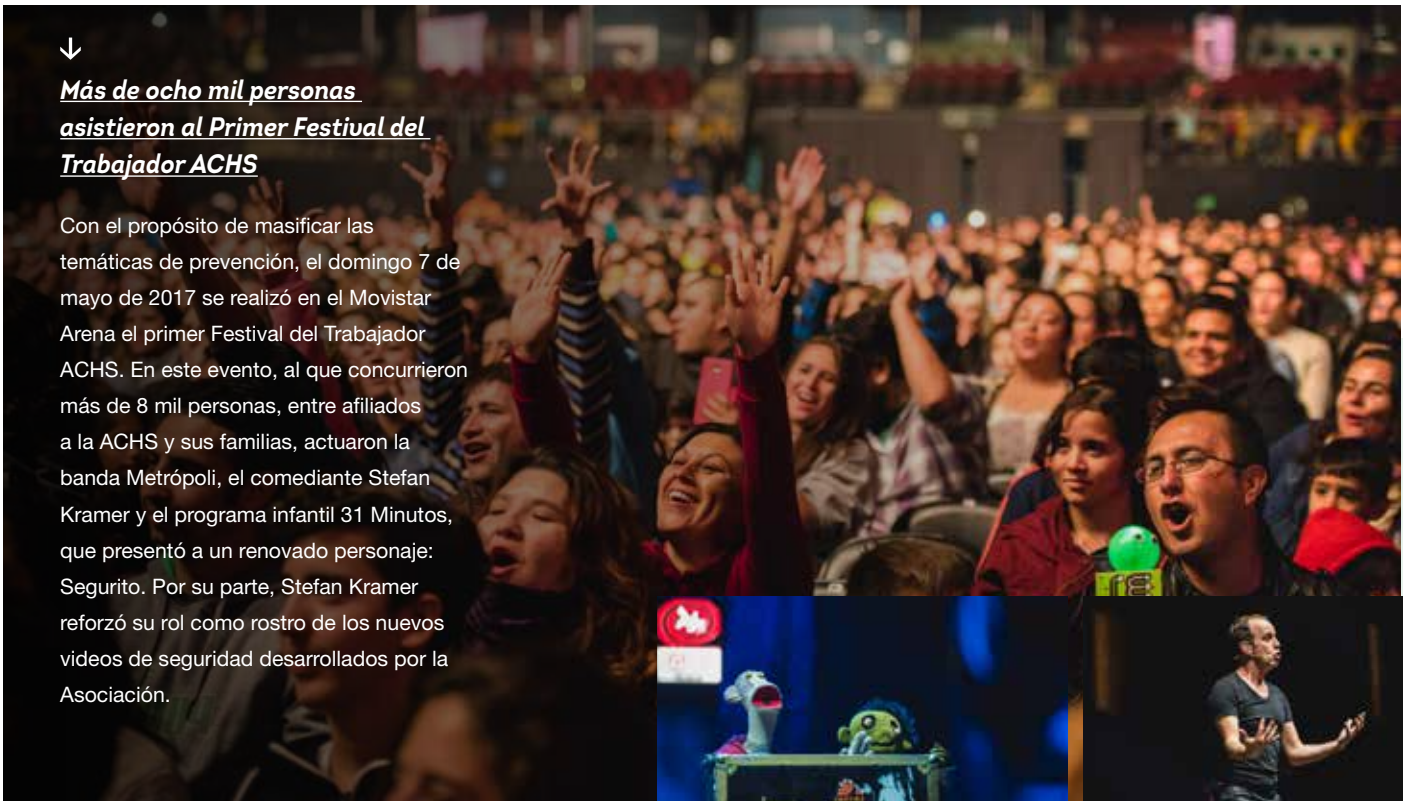 Más de ocho mil personas
asistieron al Primer Festival del
Trabajador ACHS
Con el propósito de masificar las
temáticas de prevención, el domingo 7 de
mayo de 2017 se realizó en el Movistar
Arena el primer Festival del Trabajador
ACHS. En este evento, al que concurrieron
más de 8 mil personas, entre afiliados
a la ACHS y sus familias, actuaron la
banda Metrópoli, el comediante Stefan
Kramer y el programa infantil 31 Minutos,
que presentó a un renovado personaje:
Segurito. Por su parte, Stefan Kramer
reforzó su rol como rostro de los nuevos
videos de seguridad desarrollados por la
Asociación.